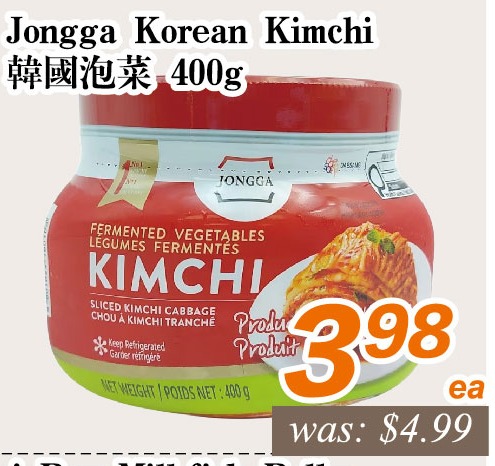 Jongga Korean Kimchi
韓國泡菜 400g
JONGGA
FERMENTED VEGETABLES
LÉGUMES FERMENTÉS
KIMCHI
SLICED KIMCHI CABBAGE
CHOU À KIMCHI TRANCHÉ
Keep Refrigerated
Garder réfrigéré
Produit
NET WEIGHT / POIDS NET : 400 g
3.98
ea
was: $4.99